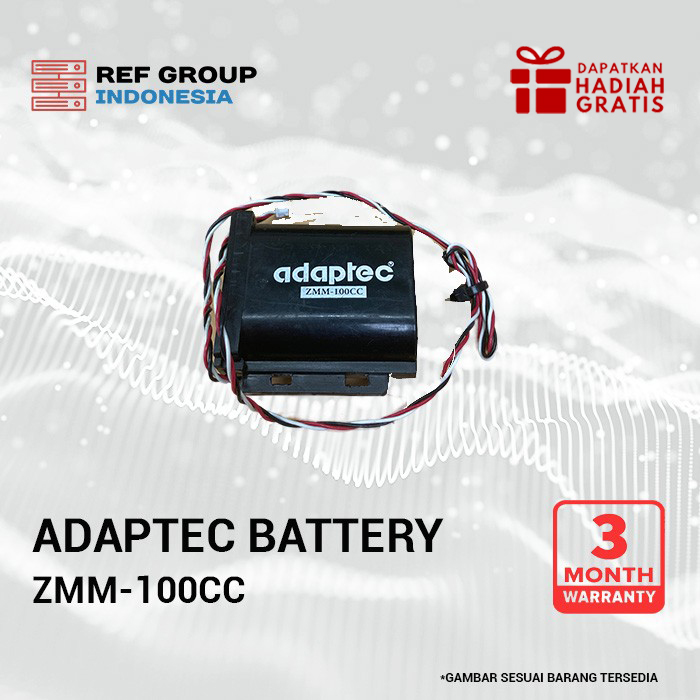 REF GROUP
INDONESIA
DAPATKAN
HADIAH
GRATIS
adaptec®
ZMM-100CC
ADAPTEC BATTERY
ZMM-100CC
3
MONTH
WARRANTY
*GAMBAR SESUAI BARANG TERSEDIA